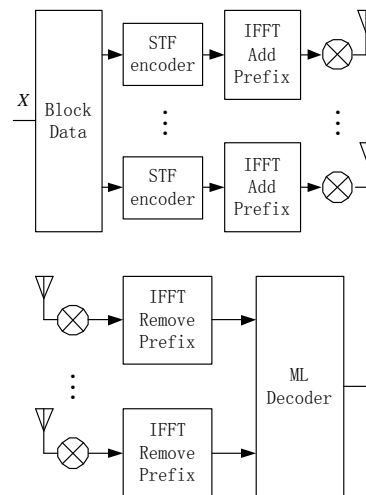 STF
encoder
IFFT
Add
Prefix
X
Block
Data
⋮
⋮
STF
encoder
IFFT
Add
Prefix
IFFT
Remove
Prefix
⋮
ML
Decoder
IFFT
Remove
Prefix